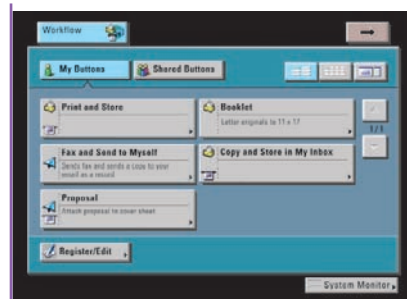 Workflow
My Buttons
Shared Buttons
Print and Store
Booklet
Letter originals to 11 x 17
1/1
Fax and Send to Myself
Sends fax and sends a copy to your
email as a record
Copy and Store in My Inbox
Proposal
Attach proposal to cover sheet
Register/Edit
System Monitor